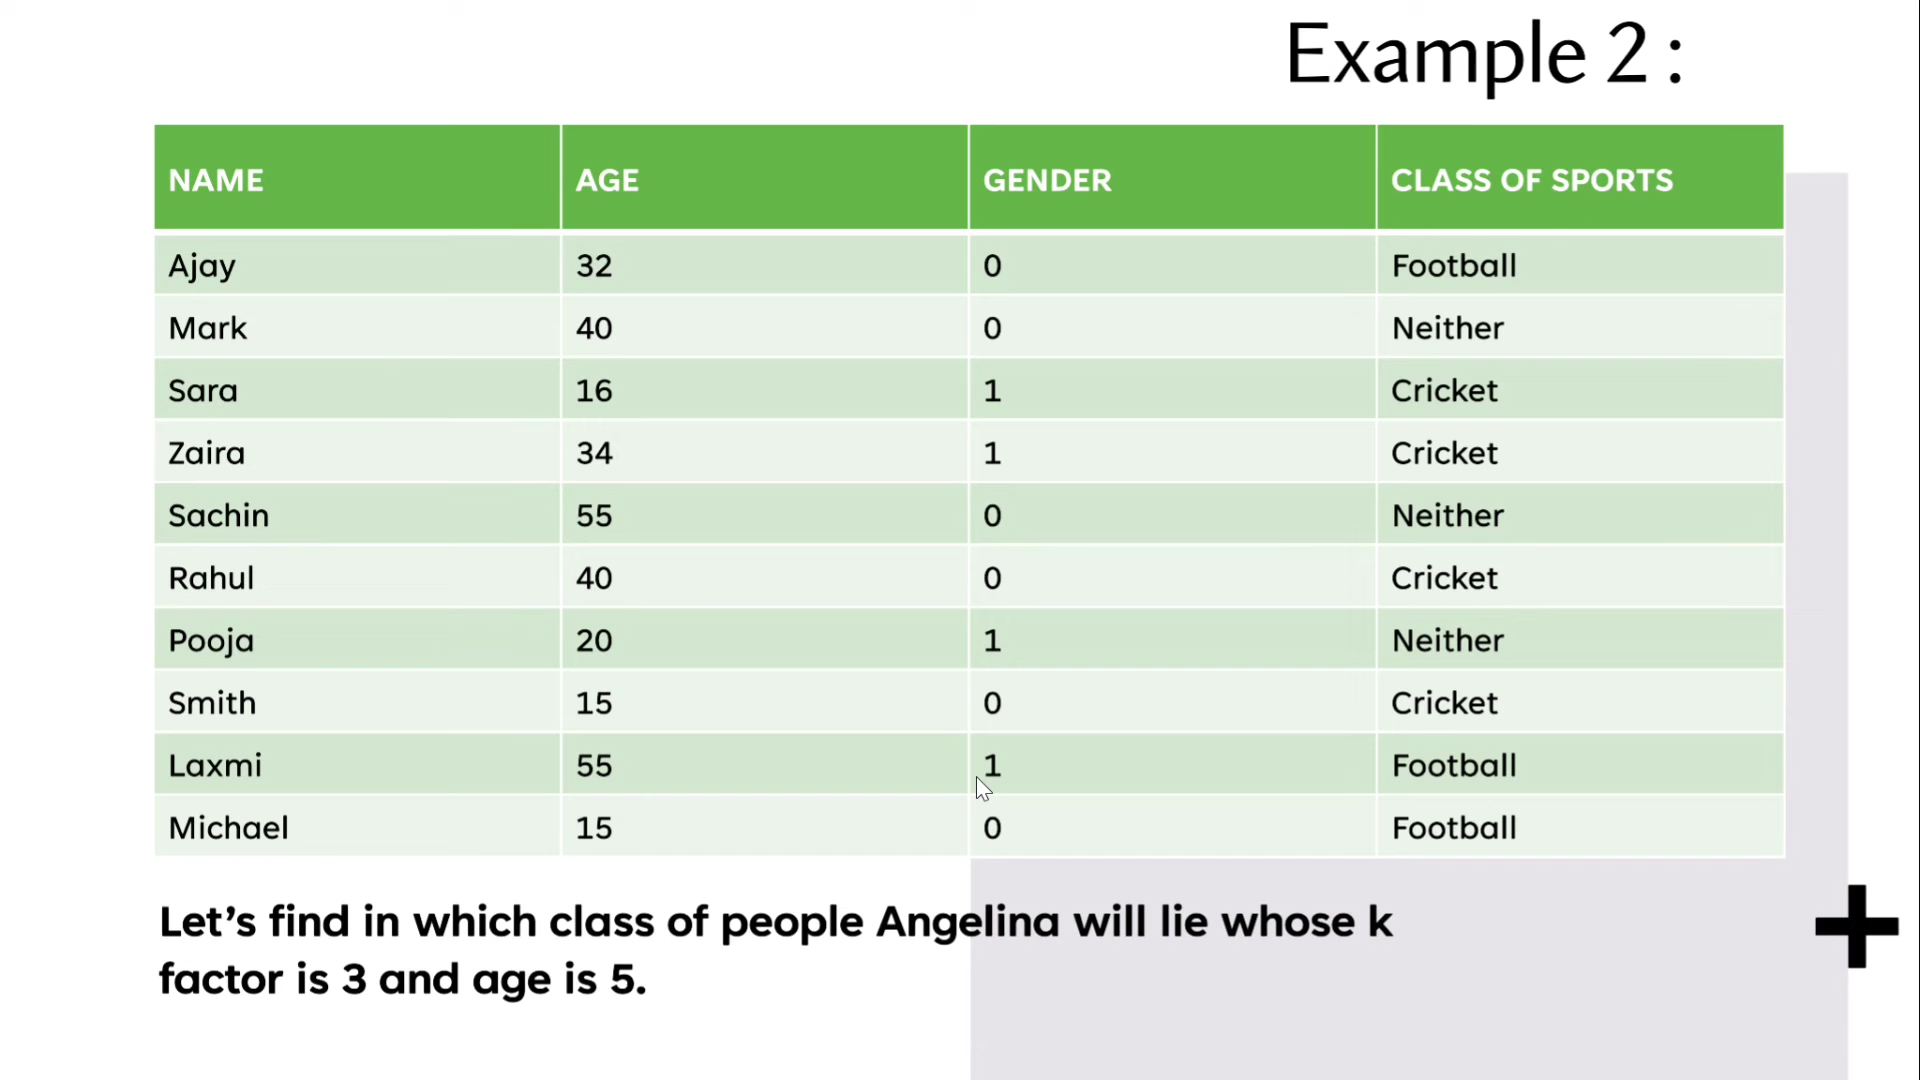 Example 2 :
NAME AGE GENDER CLASS OF SPORTS
Ajay 32 0 Football
Mark 40 0 Neither
Sara 16 1 Cricket
Zaira 34 1 Cricket
Sachin 55 0 Neither
Rahul 40 0 Cricket
Pooja 20 1 Neither
Smith 15 0 Cricket
Laxmi 55 1 Football
Michael 15 0 Football
Let’s find in which class of people Angelina will lie whose k
factor is 3 and age is 5.